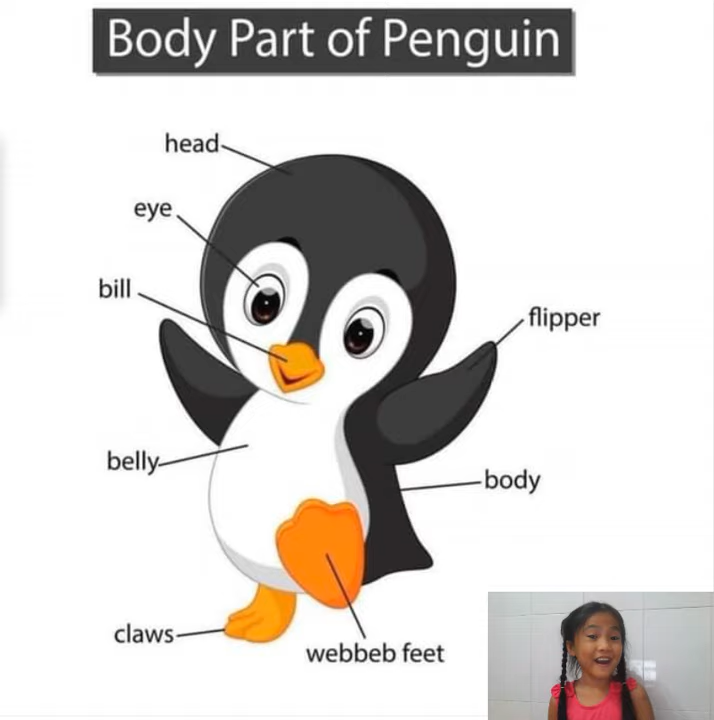 Body Part of Penguin
head
eye
bill
flipper
belly
body
claws
webbeb feet